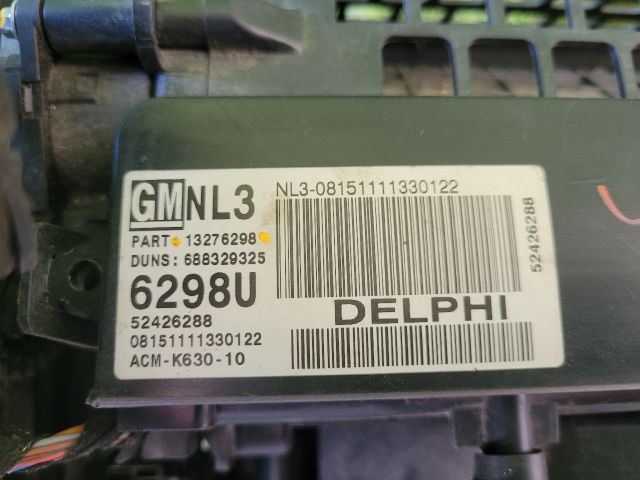 GM NL3
NL3-08151111330122
PART: 13276298
DUNS: 688329325
6298U
DELPHI
52426288
08151111330122
ACM-K630-10
52426288